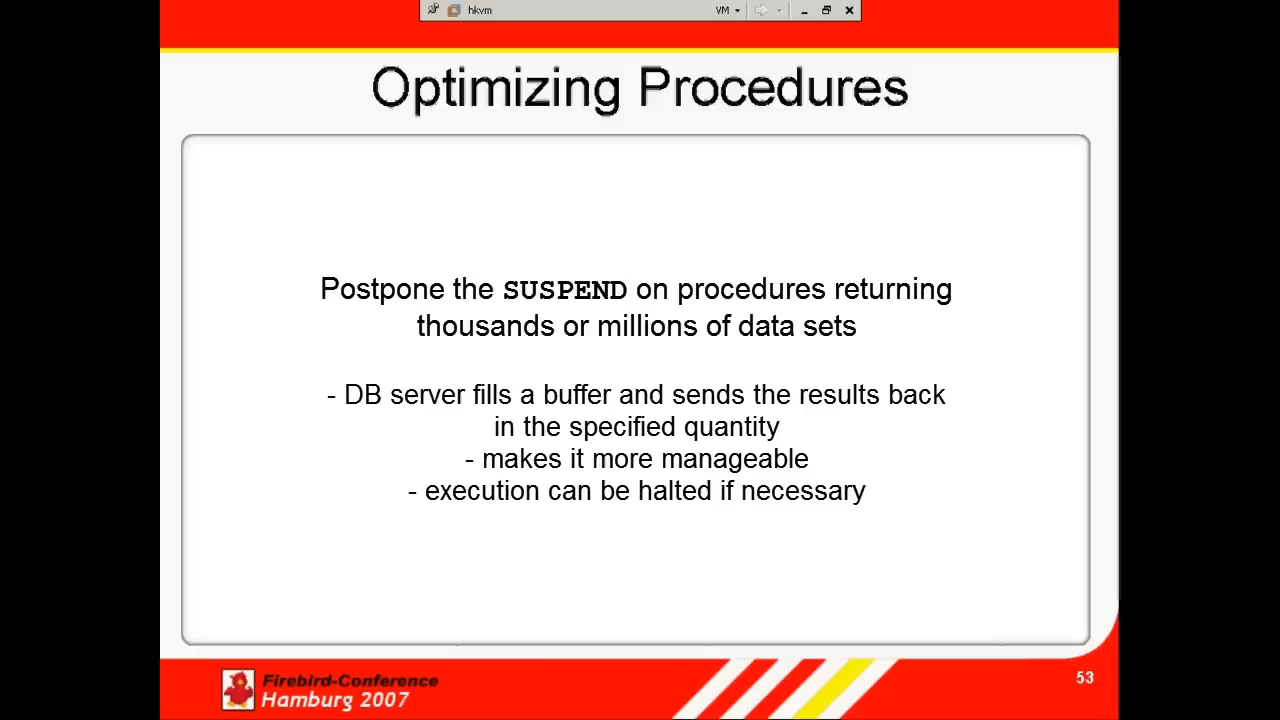 hkvm
VM
Optimizing Procedures
Postpone the SUSPEND on procedures returning
thousands or millions of data sets
- DB server fills a buffer and sends the results back
in the specified quantity
- makes it more manageable
- execution can be halted if necessary
Firebird-Conference
Hamburg 2007
53